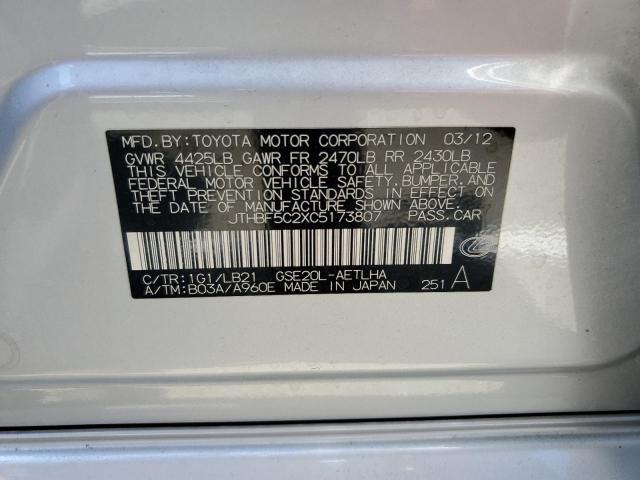 MFD. BY: TOYOTA MOTOR CORPORATION 03/12
GVWR 4425LB GAWR FR 2470LB RR 2430LB
THIS VEHICLE CONFORMS TO ALL APPLICABLE
FEDERAL MOTOR VEHICLE SAFETY, BUMPER, AND
THEFT PREVENTION STANDARDS IN EFFECT ON
THE DATE OF MANUFACTURE SHOWN ABOVE.
JTHBF5C2XC5173807 PASS. CAR
C/TR: 1G1/LB21 GSE20L-AETLHA
A/TM: B03A/A960E MADE IN JAPAN 251 A